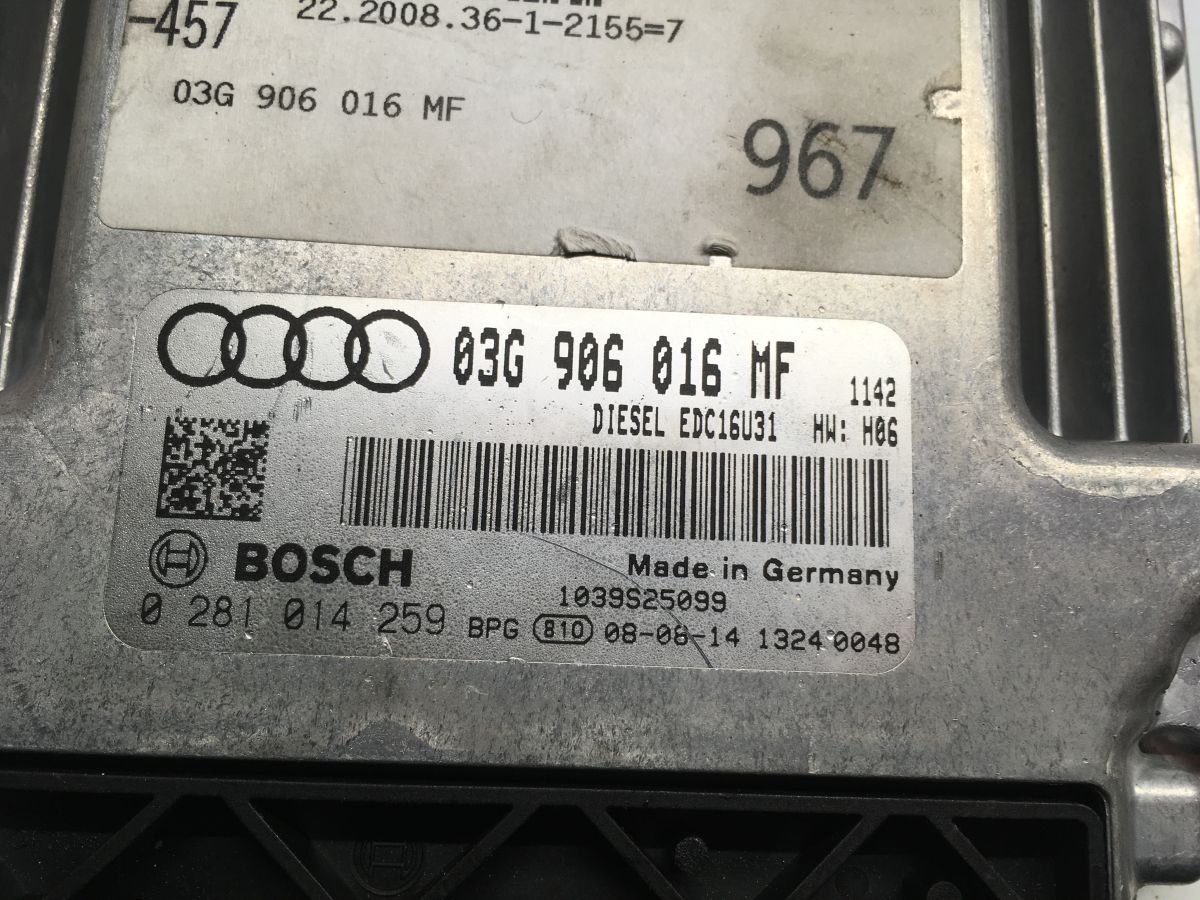 -457
22.2008.36-1-2155=7
03G 906 016 MF
967
03G 906 016 MF
1142
DIESEL EDC16U31 HW: H06
BOSCH
Made in Germany
1039S25099
0 281 014 259 BPG 810 08-08-14 1324 0048